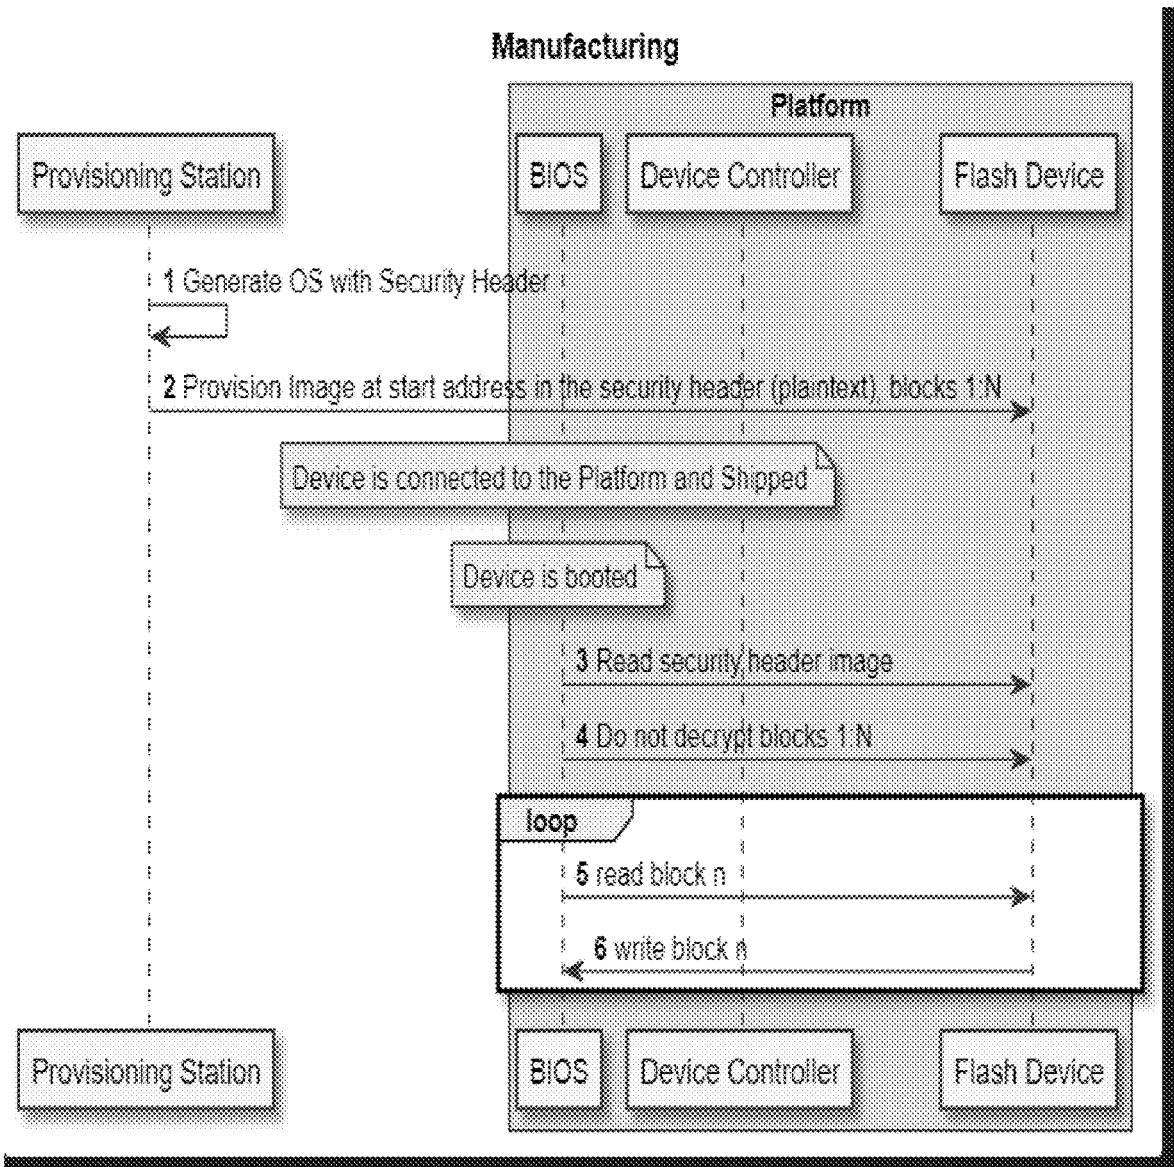 Manufacturing
Platform
Provisioning Station
BIOS
Device Controller
Flash Device
1 Generate OS with Security Header
2 Provision Image at start address in the security header (plaintext), blocks 1:N
Device is connected to the Platform and Shipped
Device is booted
3 Read security header image
4 Do not decrypt blocks 1:N
loop
5 read block n
6 write block n
Provisioning Station
BIOS
Device Controller
Flash Device